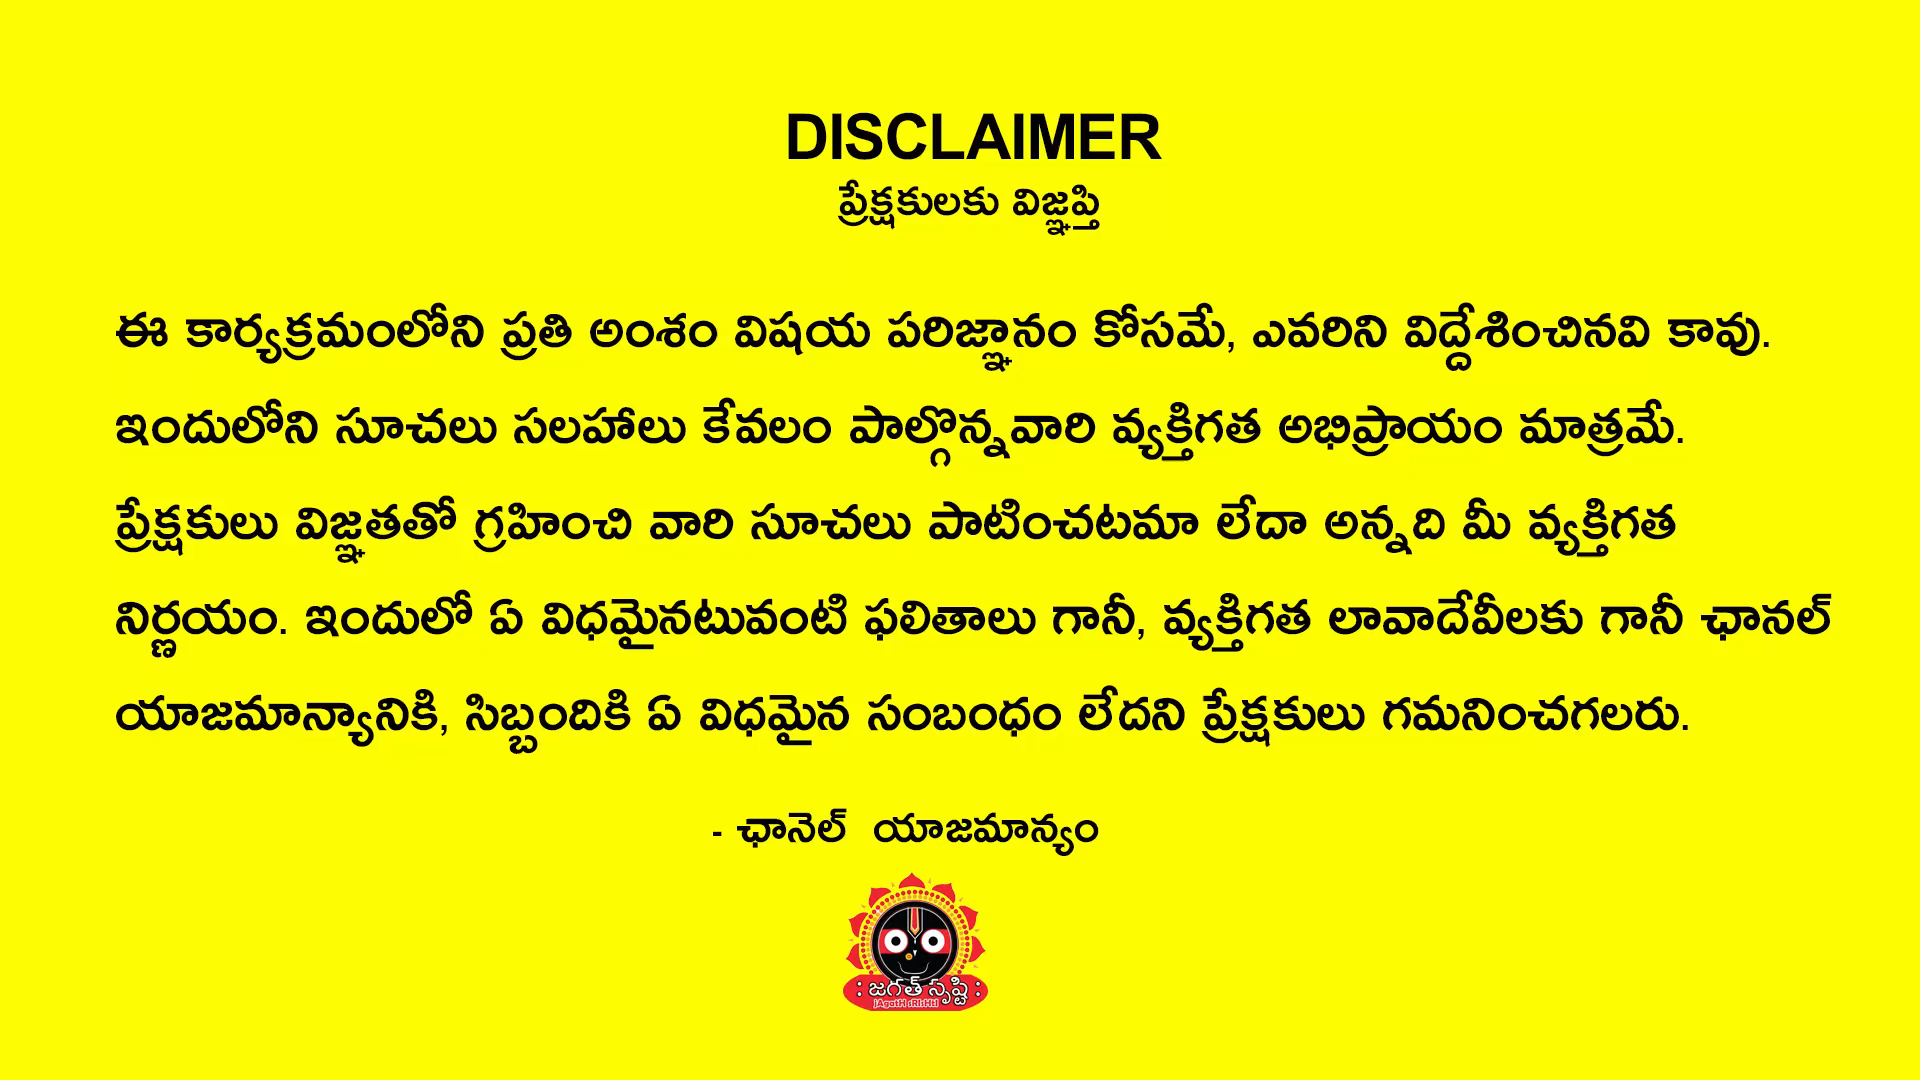 DISCLAIMER
ప్రేక్షకులకు విజ్ఞప్తి
ఈ కార్యక్రమంలోని ప్రతి అంశం విషయ పరిజ్ఞానం కోసమే, ఎవరిని విద్దేశించినవి కావు.
ఇందులోని సూచలు సలహాలు కేవలం పాల్గొన్నవారి వ్యక్తిగత అభిప్రాయం మాత్రమే.
ప్రేక్షకులు విజ్ఞతతో గ్రహించి వారి సూచలు పాటించటమా లేదా అన్నది మీ వ్యక్తిగత
నిర్ణయం. ఇందులో ఏ విధమైనటువంటి ఫలితాలు గానీ, వ్యక్తిగత లావాదేవీలకు గానీ ఛానల్
యాజమాన్యానికి, సిబ్బందికి ఏ విధమైన సంబంధం లేదని ప్రేక్షకులు గమనించగలరు.
- ఛానెల్ యాజమాన్యం
: జగత్ సృష్టి :
jAgatH sRIsHtI